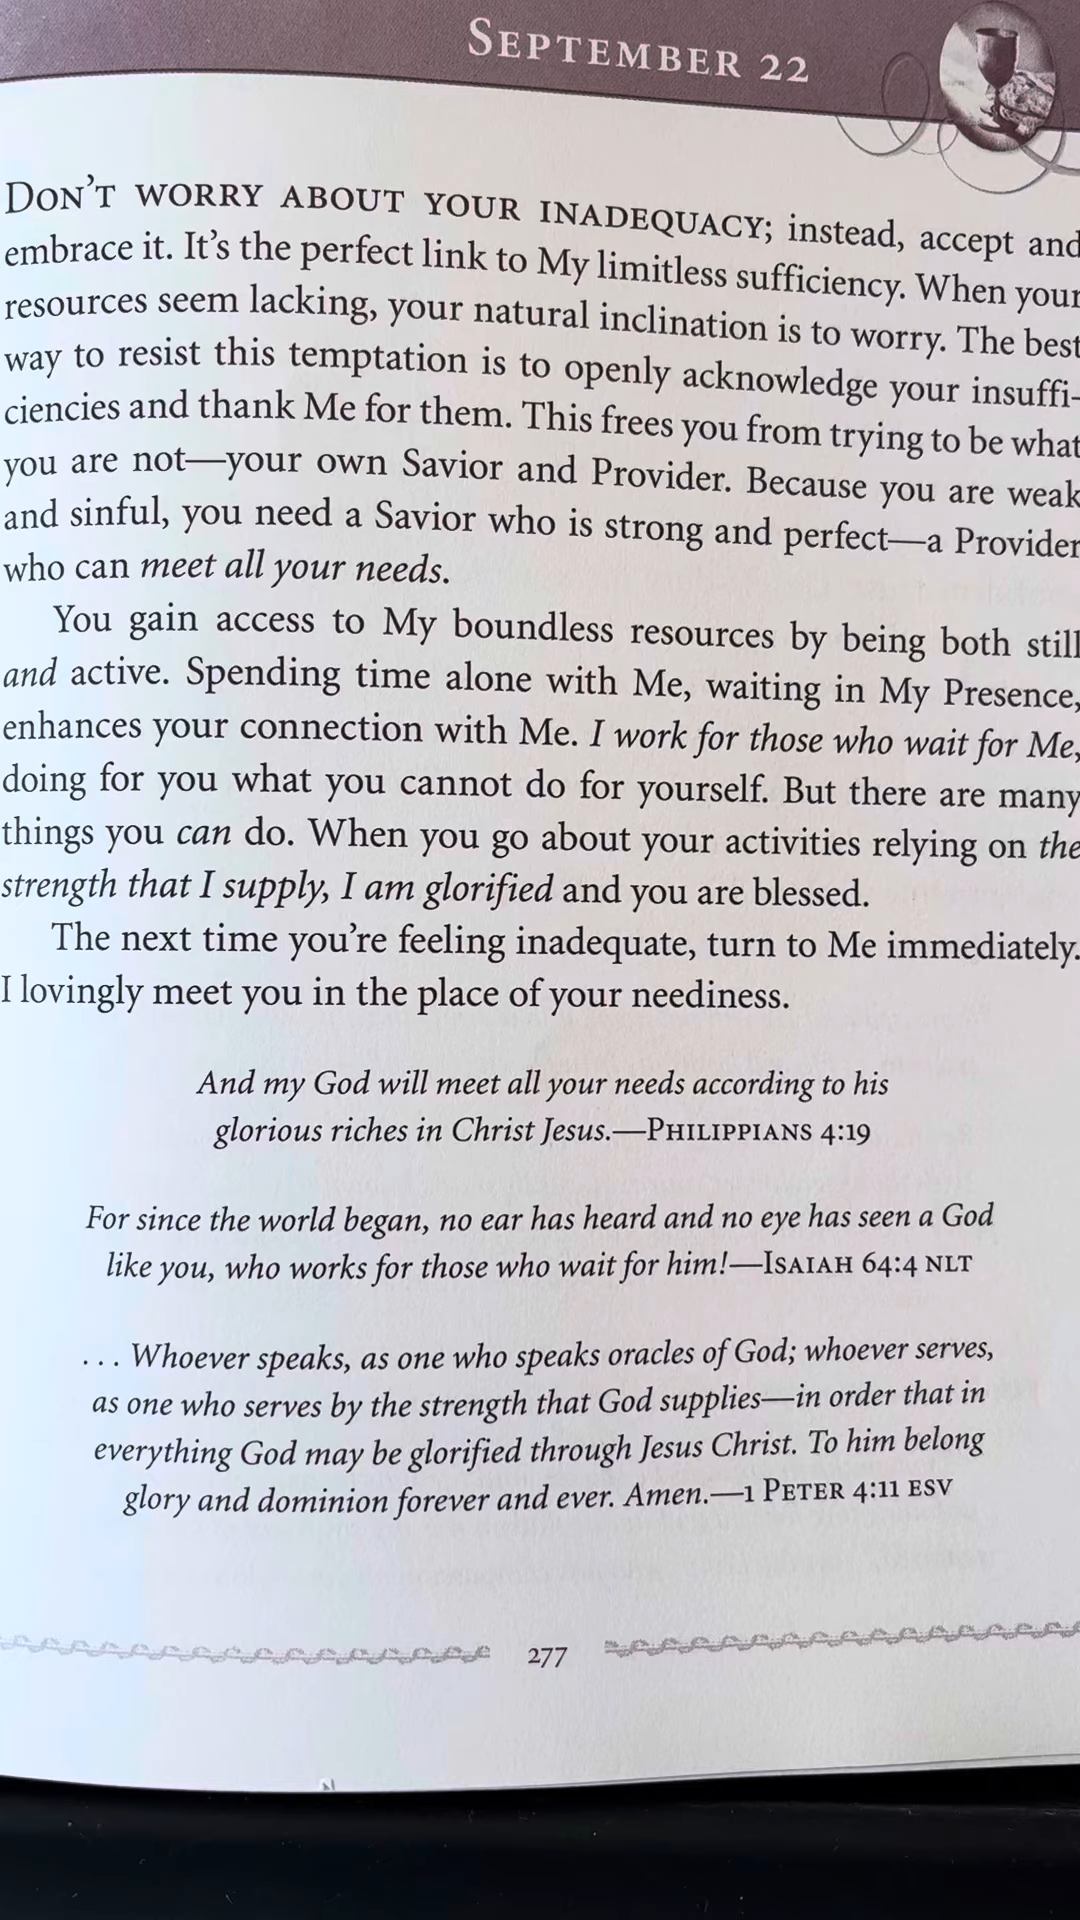 September 22
Don't worry about your inadequacy; instead, accept and
embrace it. It's the perfect link to My limitless sufficiency. When your
resources seem lacking, your natural inclination is to worry. The best
way to resist this temptation is to openly acknowledge your insuffi-
ciencies and thank Me for them. This frees you from trying to be what
you are not—your own Savior and Provider. Because you are weak
and sinful, you need a Savior who is strong and perfect—a Provider
who can meet all your needs.
You gain access to My boundless resources by being both still
and active. Spending time alone with Me, waiting in My Presence,
enhances your connection with Me. I work for those who wait for Me,
doing for you what you cannot do for yourself. But there are many
things you can do. When you go about your activities relying on the
strength that I supply, I am glorified and you are blessed.
The next time you're feeling inadequate, turn to Me immediately.
I lovingly meet you in the place of your neediness.
And my God will meet all your needs according to his
glorious riches in Christ Jesus.—Philippians 4:19
For since the world began, no ear has heard and no eye has seen a God
like you, who works for those who wait for him!—Isaiah 64:4 NLT
. . . Whoever speaks, as one who speaks oracles of God; whoever serves,
as one who serves by the strength that God supplies—in order that in
everything God may be glorified through Jesus Christ. To him belong
glory and dominion forever and ever. Amen.—1 Peter 4:11 ESV
277